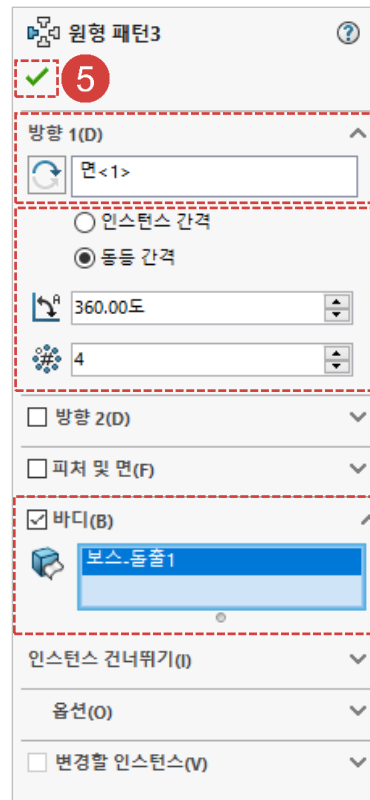 원형 패턴3
5
방향 1(D)
면<1>
인스턴스 간격
동등 간격
360.00도
4
방향 2(D)
피처 및 면(F)
바디(B)
보스-돌출1
인스턴스 건너뛰기(I)
옵션(O)
변경할 인스턴스(V)